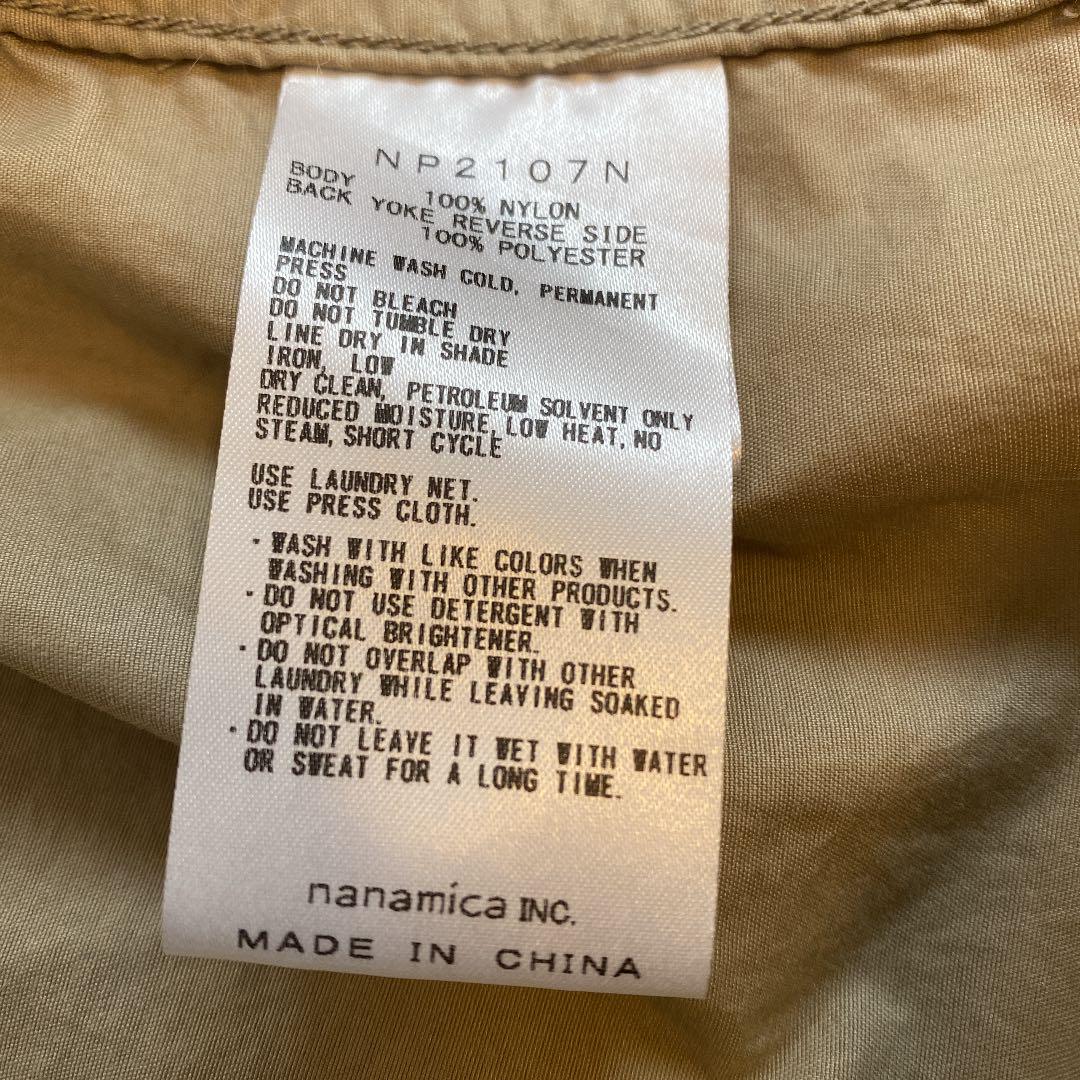 NP2107N
BODY
100% NYLON
BACK YOKE REVERSE SIDE
100% POLYESTER
MACHINE WASH COLD, PERMANENT
PRESS
DO NOT BLEACH
DO NOT TUMBLE DRY
LINE DRY IN SHADE
IRON, LOW
DRY CLEAN, PETROLEUM SOLVENT ONLY
REDUCED MOISTURE, LOW HEAT, NO
STEAM, SHORT CYCLE
USE LAUNDRY NET.
USE PRESS CLOTH.
・WASH WITH LIKE COLORS WHEN
WASHING WITH OTHER PRODUCTS.
・DO NOT USE DETERGENT WITH
OPTICAL BRIGHTENER.
・DO NOT OVERLAP WITH OTHER
LAUNDRY WHILE LEAVING SOAKED
IN WATER.
・DO NOT LEAVE IT WET WITH WATER
OR SWEAT FOR A LONG TIME.
nanamica INC.
MADE IN CHINA